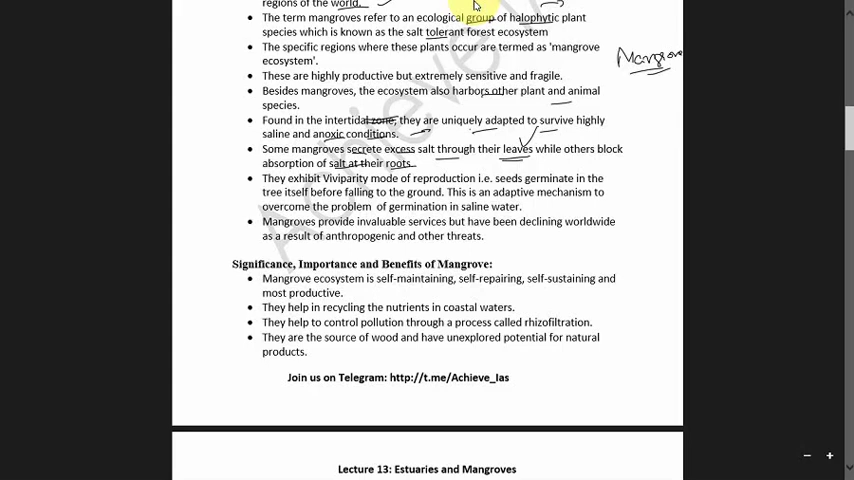 regions of the world.
• The term mangroves refer to an ecological group of halophytic plant
species which is known as the salt tolerant forest ecosystem
• The specific regions where these plants occur are termed as 'mangrove
ecosystem'.
• These are highly productive but extremely sensitive and fragile.
• Besides mangroves, the ecosystem also harbors other plant and animal
species.
• Found in the intertidal zone, they are uniquely adapted to survive highly
saline and anoxic conditions.
• Some mangroves secrete excess salt through their leaves while others block
absorption of salt at their roots.
• They exhibit Viviparity mode of reproduction i.e. seeds germinate in the
tree itself before falling to the ground. This is an adaptive mechanism to
overcome the problem of germination in saline water.
• Mangroves provide invaluable services but have been declining worldwide
as a result of anthropogenic and other threats.
Mangrove
Significance, Importance and Benefits of Mangrove:
• Mangrove ecosystem is self-maintaining, self-repairing, self-sustaining and
most productive.
• They help in recycling the nutrients in coastal waters.
• They help to control pollution through a process called rhizofiltration.
• They are the source of wood and have unexplored potential for natural
products.
Join us on Telegram: http://t.me/Achieve_Ias
Lecture 13: Estuaries and Mangroves